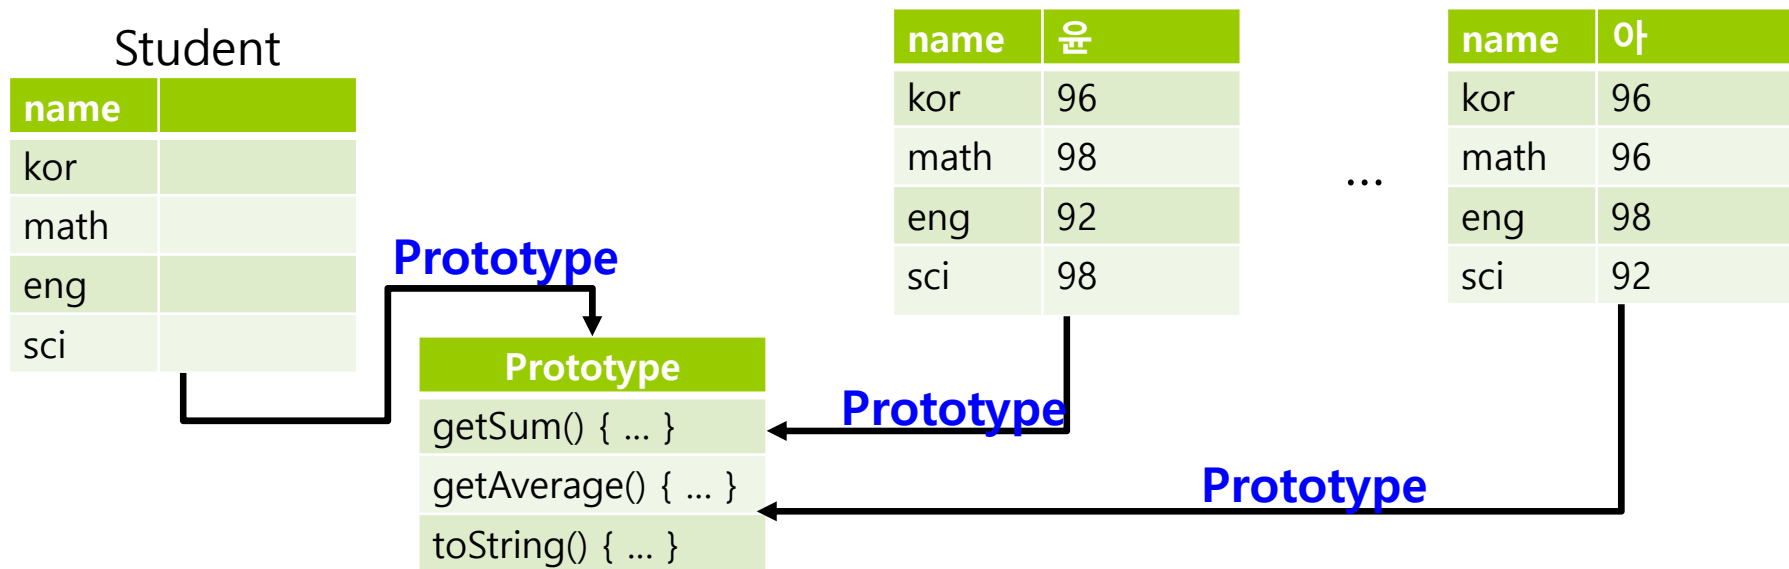 Student
name
kor
math
eng
sci
Prototype
Prototype
getSum() { ... }
getAverage() { ... }
toString() { ... }
name 윤
kor 96
math 98
eng 92
sci 98
Prototype
...
name 아
kor 96
math 96
eng 98
sci 92
Prototype